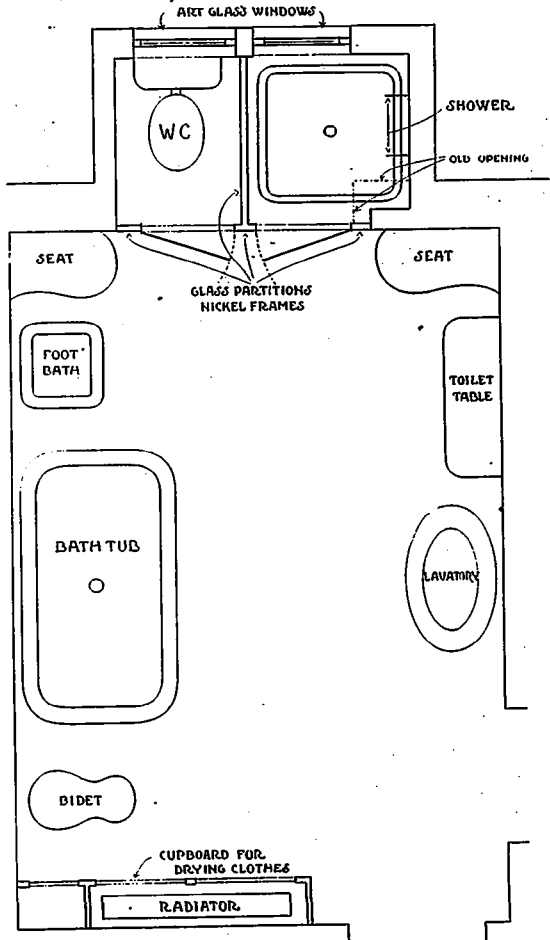 ART GLASS WINDOWS
WC
SHOWER
OLD OPENING
SEAT
SEAT
GLASS PARTITIONS
NICKEL FRAMES
FOOT
BATH
TOILET
TABLE
BATH TUB
LAVATORY
BIDET
CUPBOARD FOR
DRYING CLOTHES
RADIATOR